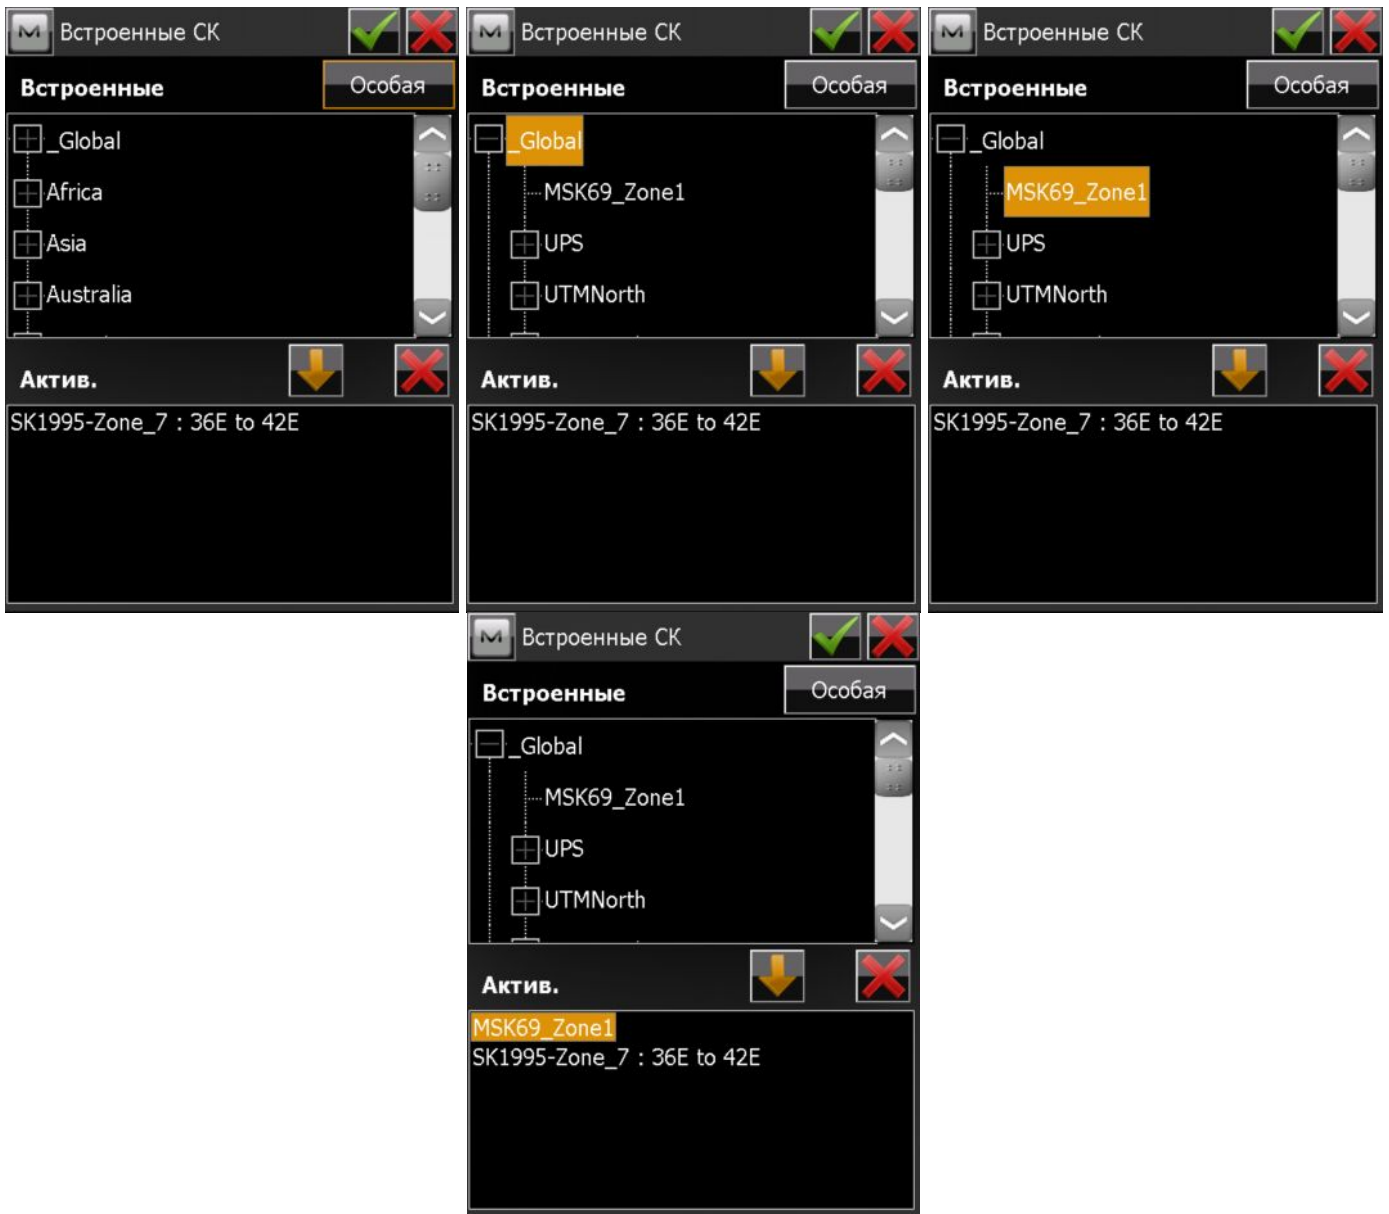 Встроенные СК
Встроенные
Особая
_Global
Africa
Asia
Australia
Актив.
SK1995-Zone_7 : 36E to 42E
Встроенные СК
Встроенные
Особая
_Global
MSK69_Zone1
UPS
UTMNorth
Актив.
SK1995-Zone_7 : 36E to 42E
Встроенные СК
Встроенные
Особая
_Global
MSK69_Zone1
UPS
UTMNorth
Актив.
SK1995-Zone_7 : 36E to 42E
Встроенные СК
Встроенные
Особая
_Global
MSK69_Zone1
UPS
UTMNorth
Актив.
MSK69_Zone1
SK1995-Zone_7 : 36E to 42E